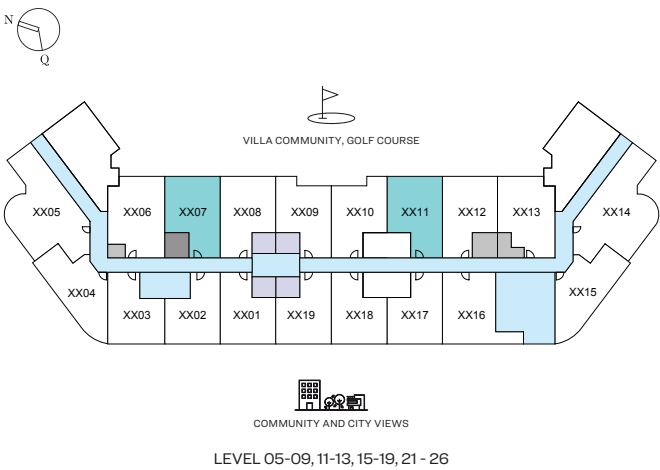 N
Q
VILLA COMMUNITY, GOLF COURSE
XX05 XX06 XX07 XX08 XX09 XX10 XX11 XX12 XX13 XX14
XX04 XX15
XX03 XX02 XX01 XX19 XX18 XX17 XX16
COMMUNITY AND CITY VIEWS
LEVEL 05-09, 11-13, 15-19, 21 - 26